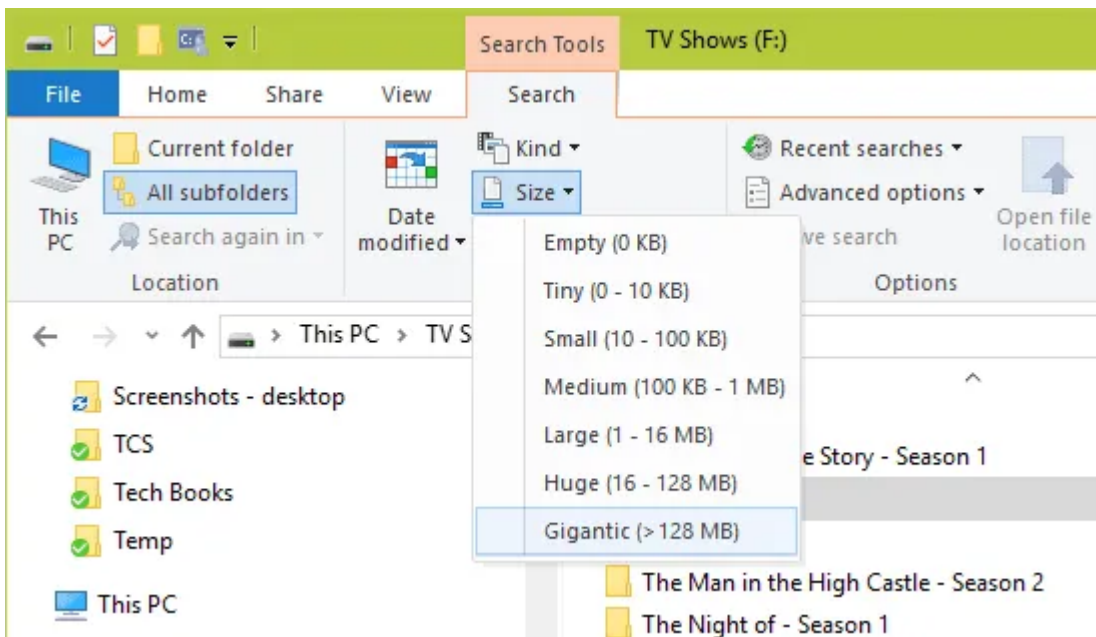 Search Tools
TV Shows (F:)
File
Home
Share
View
Search
This PC
Current folder
All subfolders
Search again in
Location
Date modified
Kind
Size
Recent searches
Advanced options
ve search
Open file location
Options
Empty (0 KB)
Tiny (0 - 10 KB)
Small (10 - 100 KB)
Medium (100 KB - 1 MB)
Large (1 - 16 MB)
Huge (16 - 128 MB)
Gigantic (> 128 MB)
This PC > TV S
Screenshots - desktop
TCS
Tech Books
Temp
This PC
e Story - Season 1
The Man in the High Castle - Season 2
The Night of - Season 1